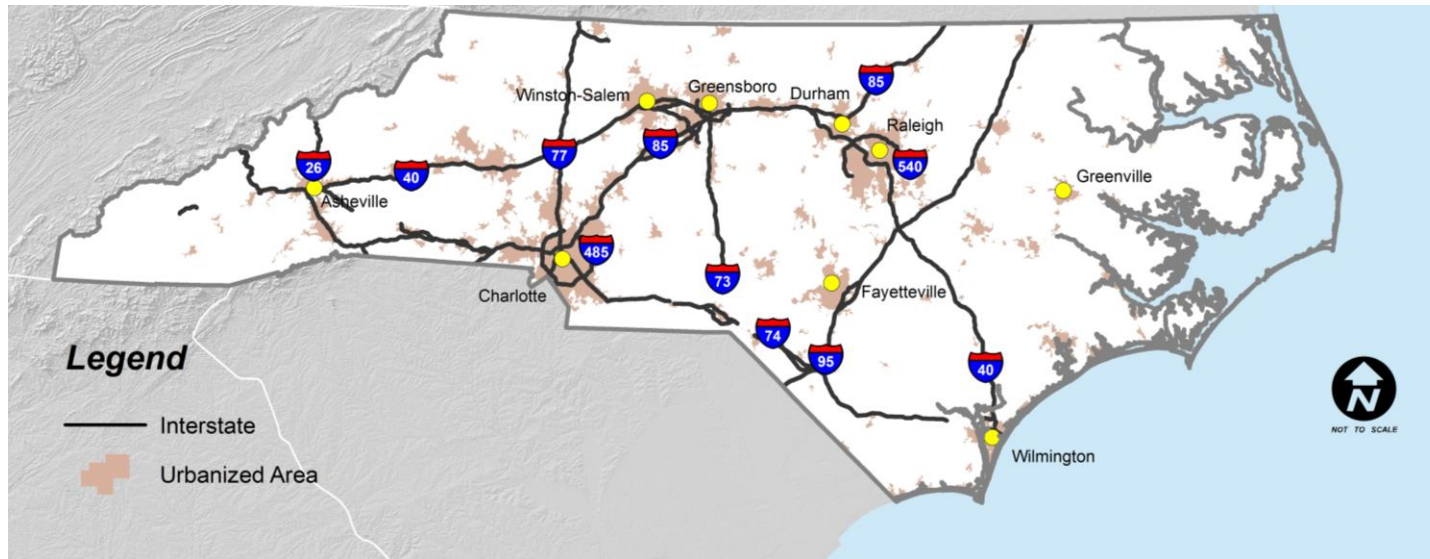 85
Winston-Salem
Greensboro
Durham
Raleigh
85
77
26
40
540
Greenville
Asheville
485
73
Charlotte
Fayetteville
74
95
40
Legend
Interstate
Urbanized Area
Wilmington
N
NOT TO SCALE